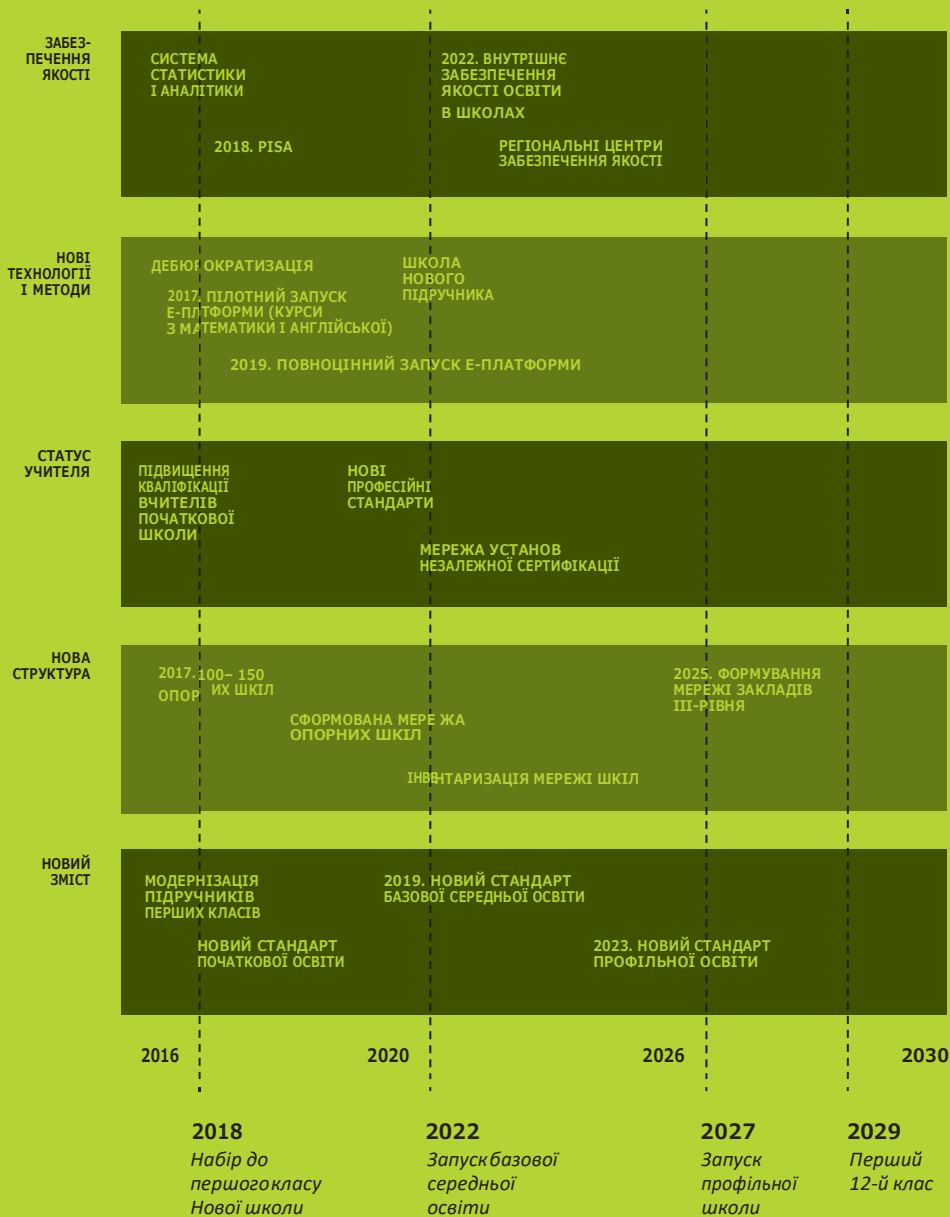 ЗАБЕЗ-
ПЕЧЕННЯ
ЯКОСТІ
СИСТЕМА
СТАТИСТИКИ
І АНАЛІТИКИ
2022. ВНУТРІШНЄ
ЗАБЕЗПЕЧЕННЯ
ЯКОСТІ ОСВІТИ
В ШКОЛАХ
2018. PISA
РЕГІОНАЛЬНІ ЦЕНТРИ
ЗАБЕЗПЕЧЕННЯ ЯКОСТІ
НОВІ
ТЕХНОЛОГІЇ
І МЕТОДИ
ДЕБЮРОКРАТИЗАЦІЯ
ШКОЛА
НОВОГО
ПІДРУЧНИКА
2017. ПІЛОТНИЙ ЗАПУСК
Е-ПЛТФОРМИ (КУРСИ
З МАТЕМАТИКИ І АНГЛІЙСЬКОЇ)
2019. ПОВНОЦІННИЙ ЗАПУСК Е-ПЛАТФОРМИ
СТАТУС
УЧИТЕЛЯ
ПІДВИЩЕННЯ
КВАЛІФІКАЦІЇ
ВЧИТЕЛІВ
ПОЧАТКОВОЇ
ШКОЛИ
НОВІ
ПРОФЕСІЙНІ
СТАНДАРТИ
МЕРЕЖА УСТАНОВ
НЕЗАЛЕЖНОЇ СЕРТИФІКАЦІЇ
НОВА
СТРУКТУРА
2017. 100– 150
ОПОР ИХ ШКІЛ
СФОРМОВАНА МЕРЕ ЖА
ОПОРНИХ ШКІЛ
ІНВЕНТАРИЗАЦІЯ МЕРЕЖІ ШКІЛ
2025. ФОРМУВАННЯ
МЕРЕЖІ ЗАКЛАДІВ
ІІІ-РІВНЯ
НОВИЙ
ЗМІСТ
МОДЕРНІЗАЦІЯ
ПІДРУЧНИКІВ
ПЕРШИХ КЛАСІВ
2019. НОВИЙ СТАНДАРТ
БАЗОВОЇ СЕРЕДНЬОЇ ОСВІТИ
НОВИЙ СТАНДАРТ
ПОЧАТКОВОЇ ОСВІТИ
2023. НОВИЙ СТАНДАРТ
ПРОФІЛЬНОЇ ОСВІТИ
2016 2020 2026 2030
2018
Набір до
першого класу
Нової школи
2022
Запуск базової
середньої
освіти
2027
Запуск
профільної
школи
2029
Перший
12-й клас